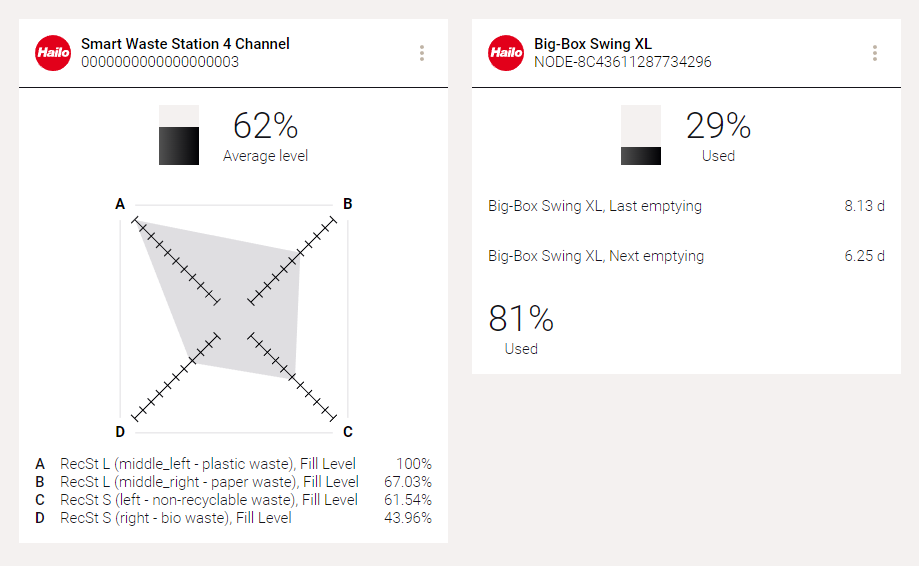 Hailo
Smart Waste Station 4 Channel
0000000000000000003
62%
Average level
A
B
D
C
A RecSt L (middle_left - plastic waste), Fill Level 100%
B RecSt L (middle_right - paper waste), Fill Level 67.03%
C RecSt S (left - non-recyclable waste), Fill Level 61.54%
D RecSt S (right - bio waste), Fill Level 43.96%
Hailo
Big-Box Swing XL
NODE-8C43611287734296
29%
Used
Big-Box Swing XL, Last emptying 8.13 d
Big-Box Swing XL, Next emptying 6.25 d
81%
Used